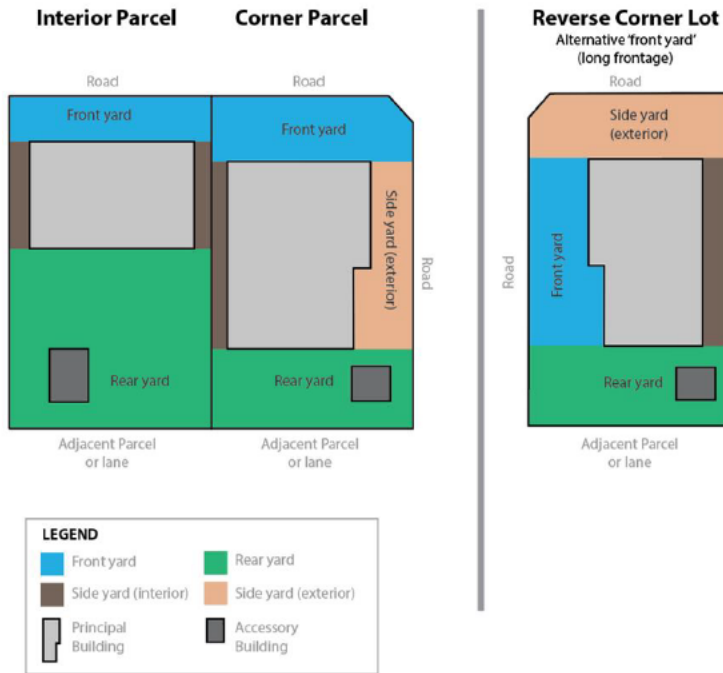 Interior Parcel
Road
Front yard
Rear yard
Adjacent Parcel
or lane
Corner Parcel
Road
Front yard
Side yard (exterior)
Road
Rear yard
Adjacent Parcel
or lane
Reverse Corner Lot
Alternative 'front yard'
(long frontage)
Road
Side yard
(exterior)
Road
Front yard
Rear yard
Adjacent Parcel
or lane
LEGEND
Front yard
Rear yard
Side yard (interior)
Side yard (exterior)
Principal
Building
Accessory
Building